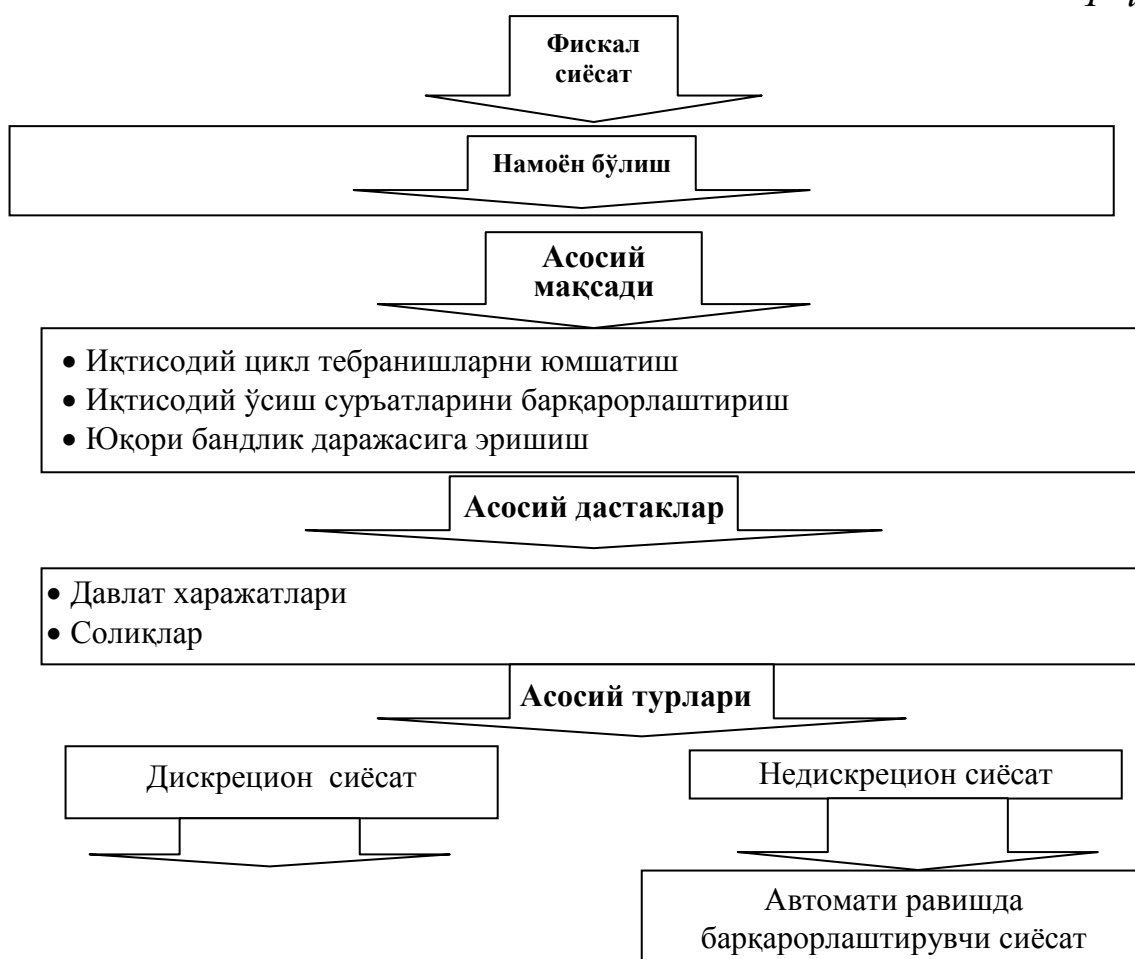 Фискал
сиёсат
Намоён бўлиш
Асосий
мақсади
• Иқтисодий цикл тебранишларни юмшатиш
• Иқтисодий ўсиш суръатларини барқарорлаштириш
• Юқори бандлик даражасига эришиш
Асосий дастаклар
• Давлат харажатлари
• Солиқлар
Асосий турлари
Дискрецион сиёсат
Недискрецион сиёсат
Автомати равишда
барқарорлаштирувчи сиёсат